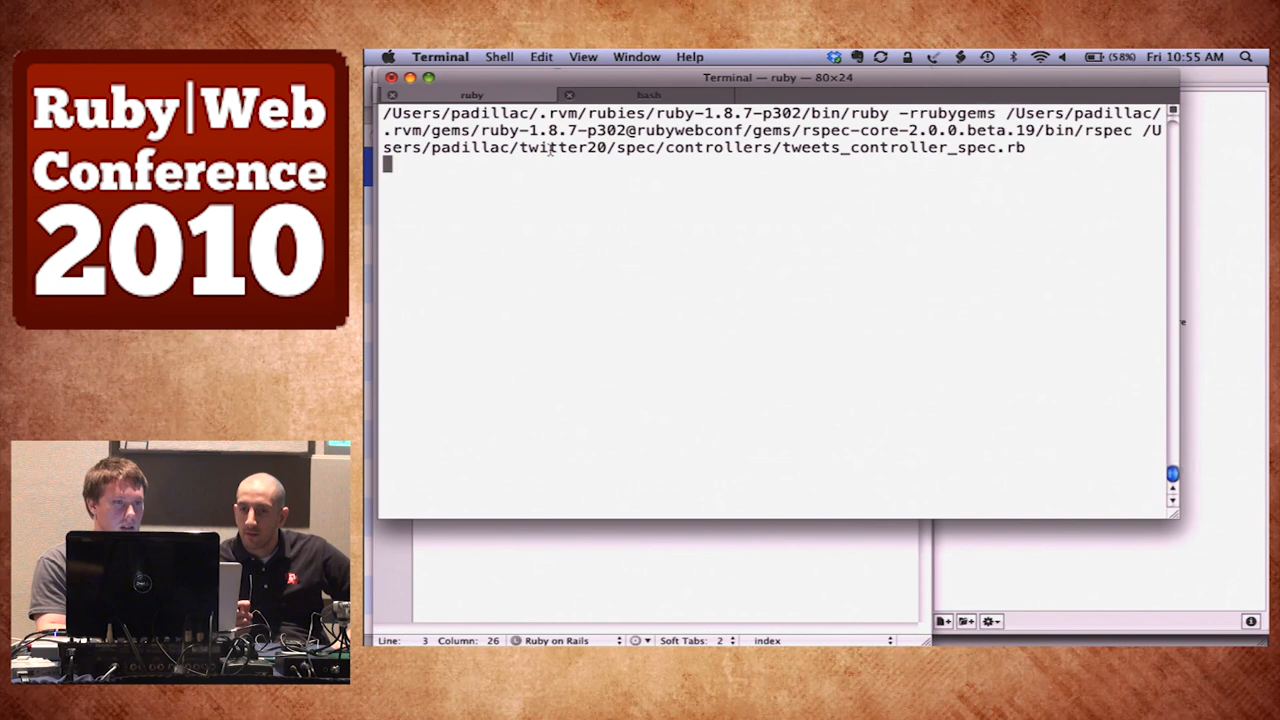 Ruby|Web
Conference
2010
Terminal Shell Edit View Window Help
(58%) Fri 10:55 AM
Terminal — ruby — 80×24
ruby
bash
/Users/padillac/.rvm/rubies/ruby-1.8.7-p302/bin/ruby -rrubygems /Users/padillac/
.rvm/gems/ruby-1.8.7-p302@rubywebconf/gems/rspec-core-2.0.0.beta.19/bin/rspec /U
sers/padillac/twitter20/spec/controllers/tweets_controller_spec.rb
Line: 3 Column: 26 Ruby on Rails Soft Tabs: 2 index